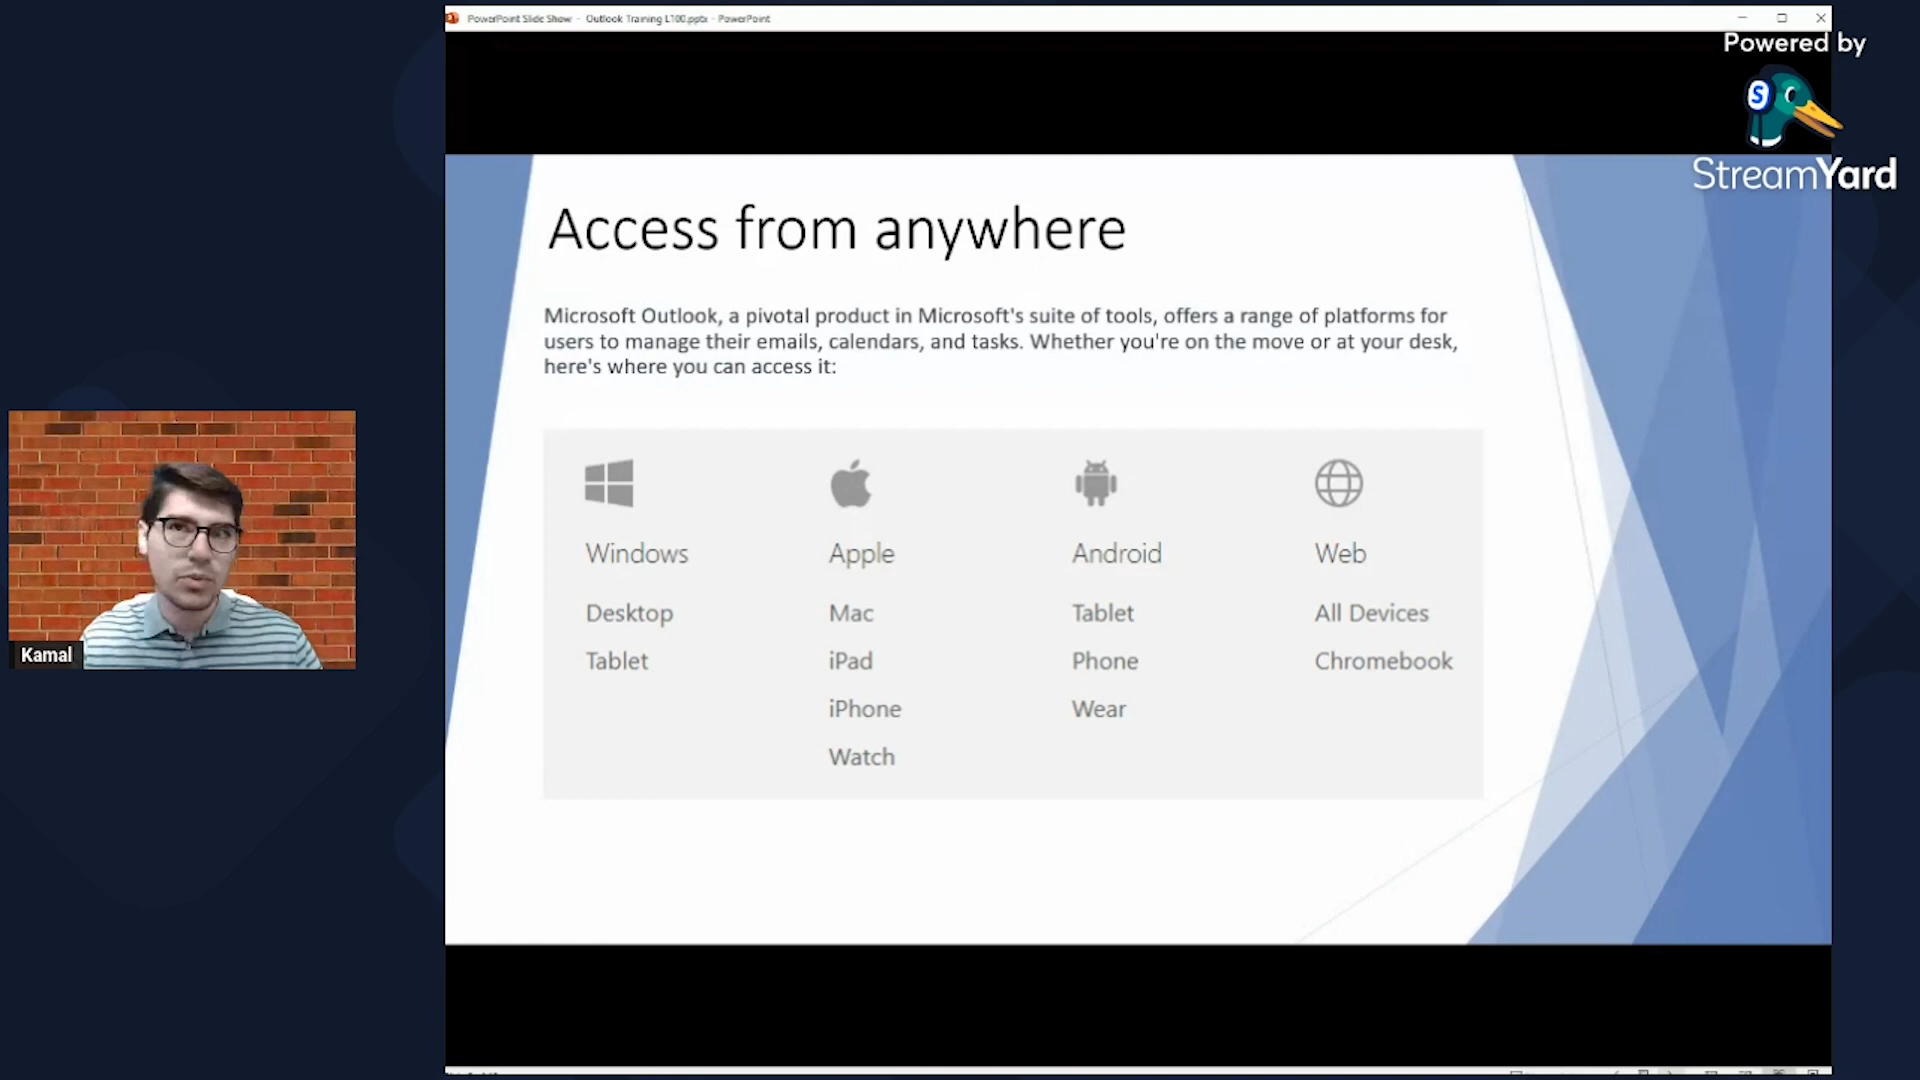 PowerPoint Slide Show - Outlook Training L100.pptx - PowerPoint
Powered by
StreamYard
Access from anywhere
Microsoft Outlook, a pivotal product in Microsoft's suite of tools, offers a range of platforms for
users to manage their emails, calendars, and tasks. Whether you're on the move or at your desk,
here's where you can access it:
Windows
Desktop
Tablet
Apple
Mac
iPad
iPhone
Watch
Android
Tablet
Phone
Wear
Web
All Devices
Chromebook
Kamal